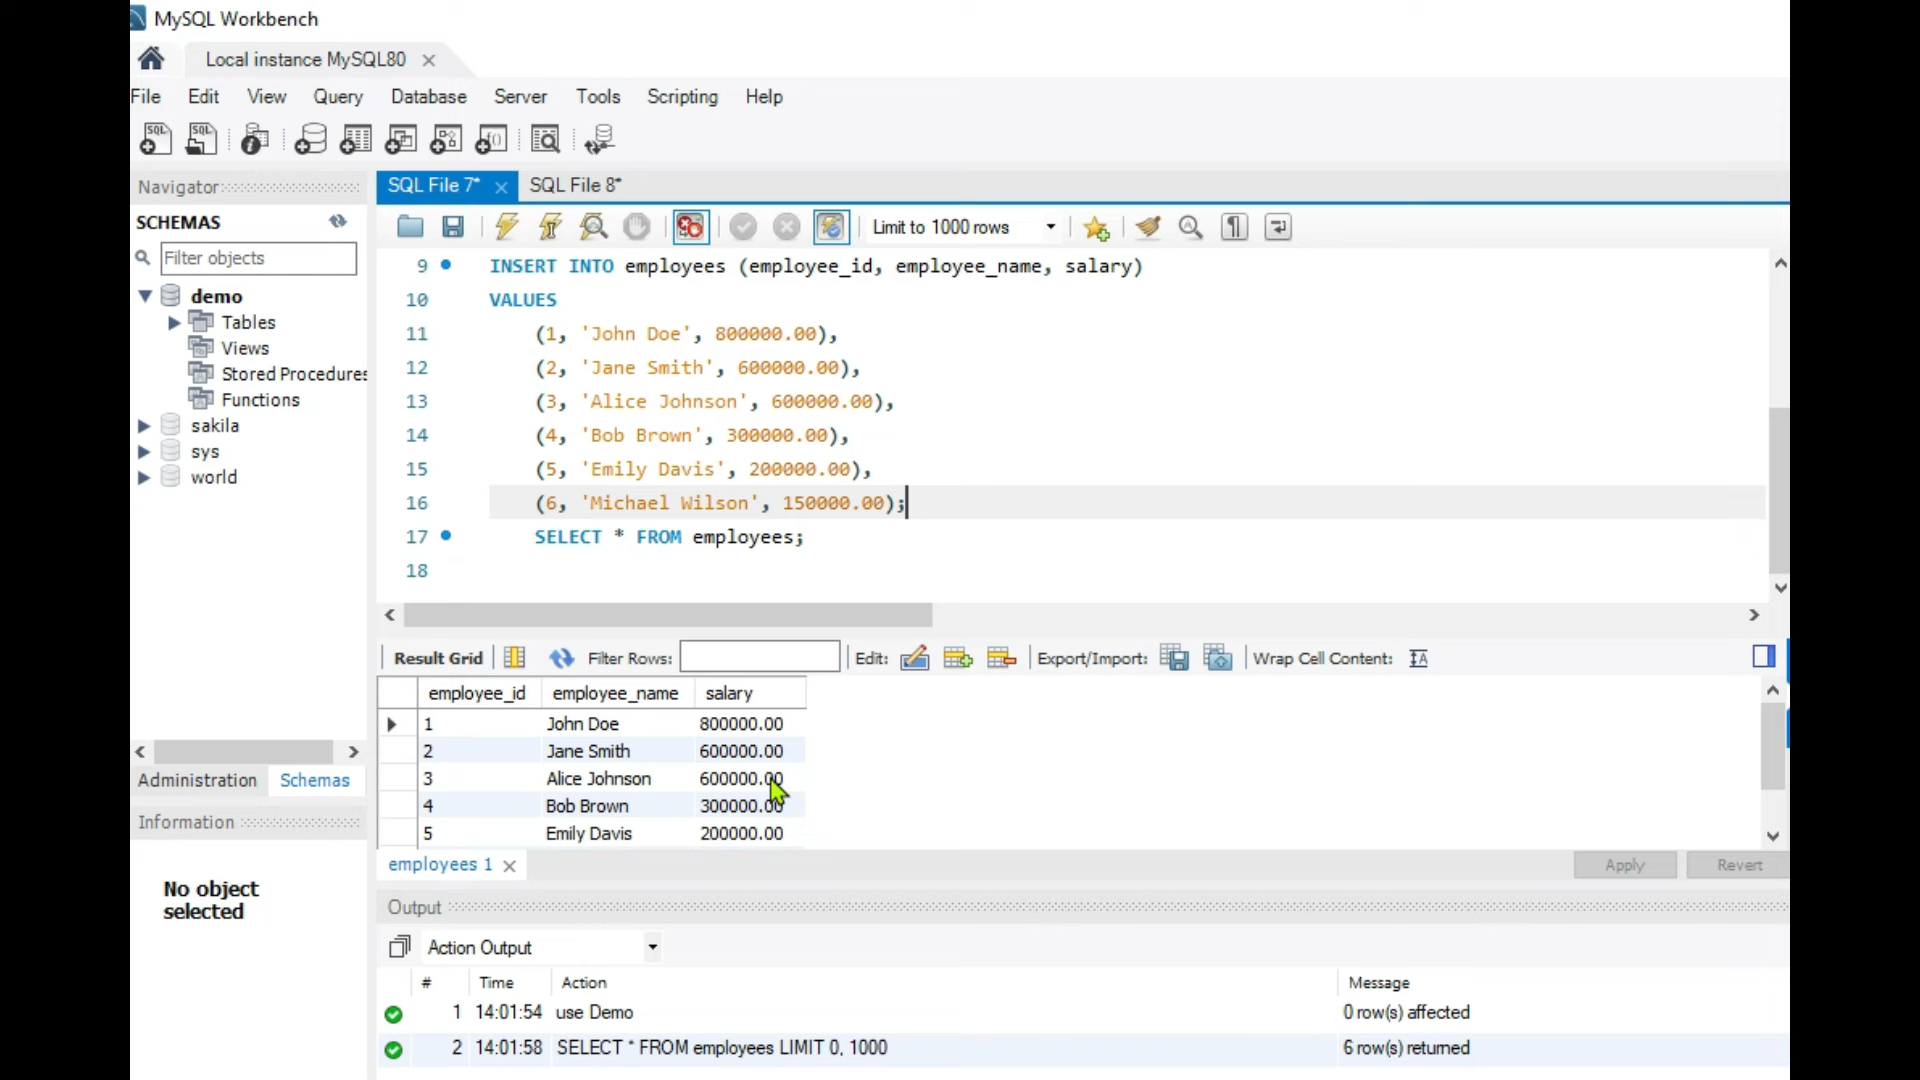 MySQL Workbench
Local instance MySQL80
File Edit View Query Database Server Tools Scripting Help
Navigator
SCHEMAS
Filter objects
demo
Tables
Views
Stored Procedures
Functions
sakila
sys
world
Administration Schemas
Information
No object
selected
SQL File 7* SQL File 8*
Limit to 1000 rows
9 INSERT INTO employees (employee_id, employee_name, salary)
10 VALUES
11 (1, 'John Doe', 800000.00),
12 (2, 'Jane Smith', 600000.00),
13 (3, 'Alice Johnson', 600000.00),
14 (4, 'Bob Brown', 300000.00),
15 (5, 'Emily Davis', 200000.00),
16 (6, 'Michael Wilson', 150000.00);
17 SELECT * FROM employees;
18
Result Grid Filter Rows: Edit: Export/Import: Wrap Cell Content:
employee_id employee_name salary
1 John Doe 800000.00
2 Jane Smith 600000.00
3 Alice Johnson 600000.00
4 Bob Brown 300000.00
5 Emily Davis 200000.00
employees 1
Apply Revert
Output
Action Output
# Time Action Message
1 14:01:54 use Demo 0 row(s) affected
2 14:01:58 SELECT * FROM employees LIMIT 0, 1000 6 row(s) returned